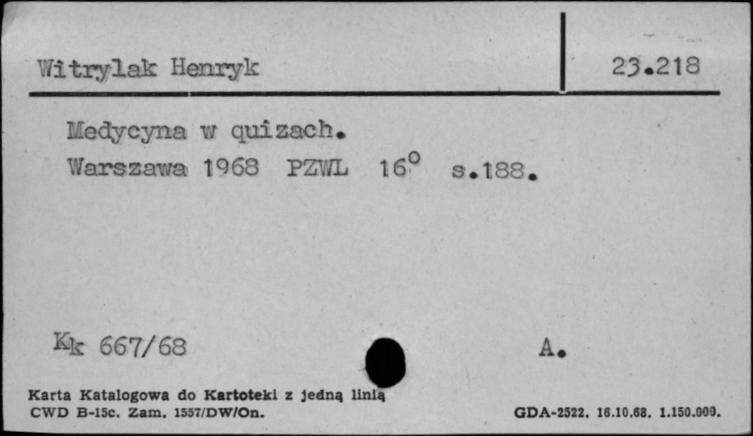 Witrylak Henryk 23.218
Medycyna w quizach.
Warszawa 1968 PZWL 16° s.188.
Kk 667/68 A.
Karta Katalogowa do Kartoteki z jedną linią
CWD B-15c. Zam. 1557/DW/On. GDA-2522. 16.10.68. 1.150.000.